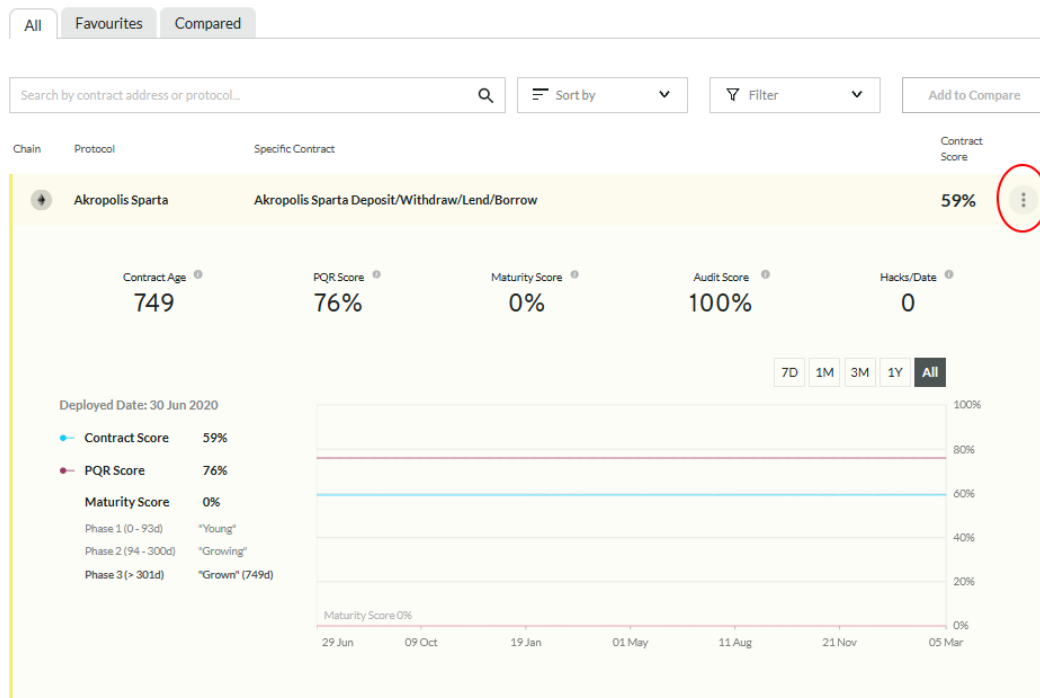 All Favourites Compared
Search by contract address or protocol... Sort by Filter Add to Compare
Chain Protocol Specific Contract Contract
Score
Akropolis Sparta Akropolis Sparta Deposit/Withdraw/Lend/Borrow 59%
Contract Age PQR Score Maturity Score Audit Score Hacks/Date
749 76% 0% 100% 0
7D 1M 3M 1Y All
Deployed Date: 30 Jun 2020
Contract Score 59%
PQR Score 76%
Maturity Score 0%
Phase 1 (0 - 93d) "Young"
Phase 2 (94 - 300d) "Growing"
Phase 3 (> 301d) "Grown" (749d)
100%
80%
60%
40%
20%
Maturity Score 0%
0%
29 Jun 09 Oct 19 Jan 01 May 11 Aug 21 Nov 05 Mar